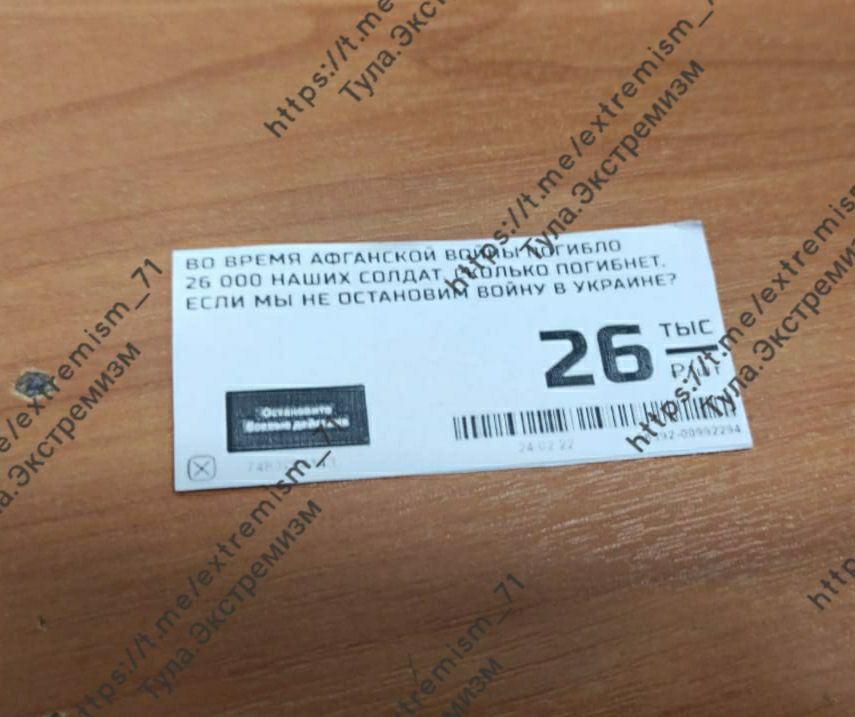 ВО ВРЕМЯ АФГАНСКОЙ ВОЙНЫ ПОГИБЛО
26 000 НАШИХ СОЛДАТ. СКОЛЬКО ПОГИБНЕТ,
ЕСЛИ МЫ НЕ ОСТАНОВИМ ВОЙНУ В УКРАИНЕ?
26 ТЫС
Остановите
Боевые действия
24 02 22
https://t.me/extremism_71
Тула.Экстремизм